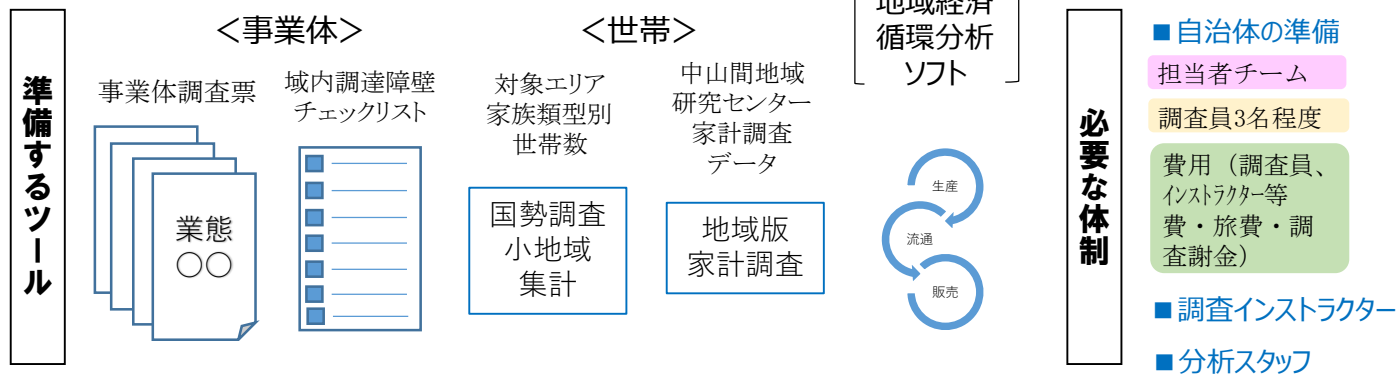 準備するツール
＜事業体＞
事業体調査票
業態
○○
域内調達障壁
チェックリスト
＜世帯＞
対象エリア
家族類型別
世帯数
国勢調査
小地域
集計
中山間地域
研究センター
家計調査
データ
地域版
家計調査
地域経済
循環分析
ソフト
生産
流通
販売
必要な体制
■自治体の準備
担当者チーム
調査員3名程度
費用（調査員、
インストラクター等
費・旅費・調
査謝金）
■調査インストラクター
■分析スタッフ